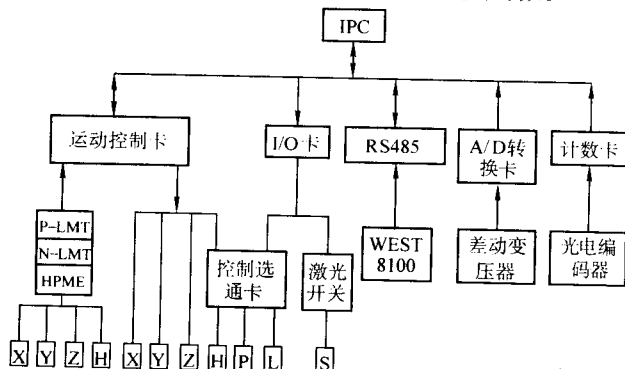 IPC
运动控制卡
I/O卡
RS485
A/D转
换卡
计数卡
P-LMT
N-LMT
HPME
控制选
通卡
激光
开关
WEST
8100
差动变
压器
光电编
码器
X Y Z H X Y Z H P L S